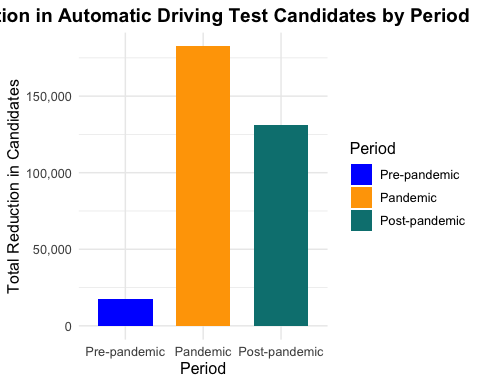 tion in Automatic Driving Test Candidates by Period
Total Reduction in Candidates
150,000
100,000
50,000
0
Pre-pandemic Pandemic Post-pandemic
Period
Period
Pre-pandemic
Pandemic
Post-pandemic